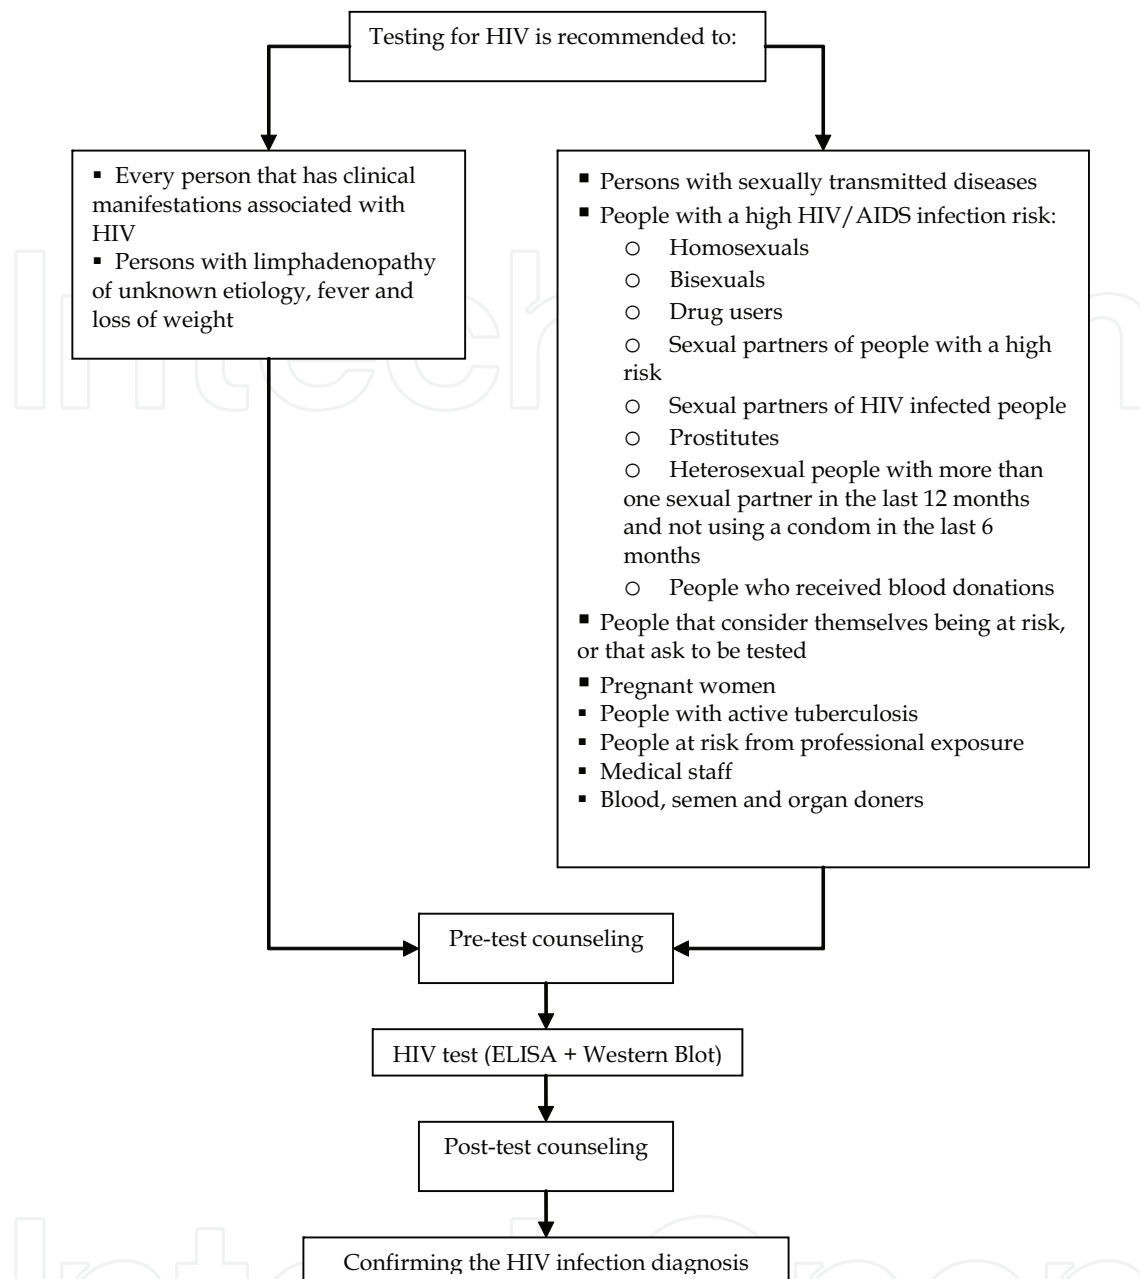 Testing for HIV is recommended to:
▪ Every person that has clinical
manifestations associated with
HIV
▪ Persons with limphadenopathy
of unknown etiology, fever and
loss of weight
▪ Persons with sexually transmitted diseases
▪ People with a high HIV/AIDS infection risk:
o Homosexuals
o Bisexuals
o Drug users
o Sexual partners of people with a high
risk
o Sexual partners of HIV infected people
o Prostitutes
o Heterosexual people with more than
one sexual partner in the last 12 months
and not using a condom in the last 6
months
o People who received blood donations
▪ People that consider themselves being at risk,
or that ask to be tested
▪ Pregnant women
▪ People with active tuberculosis
▪ People at risk from professional exposure
▪ Medical staff
▪ Blood, semen and organ doners
Pre-test counseling
HIV test (ELISA + Western Blot)
Post-test counseling
Confirming the HIV infection diagnosis